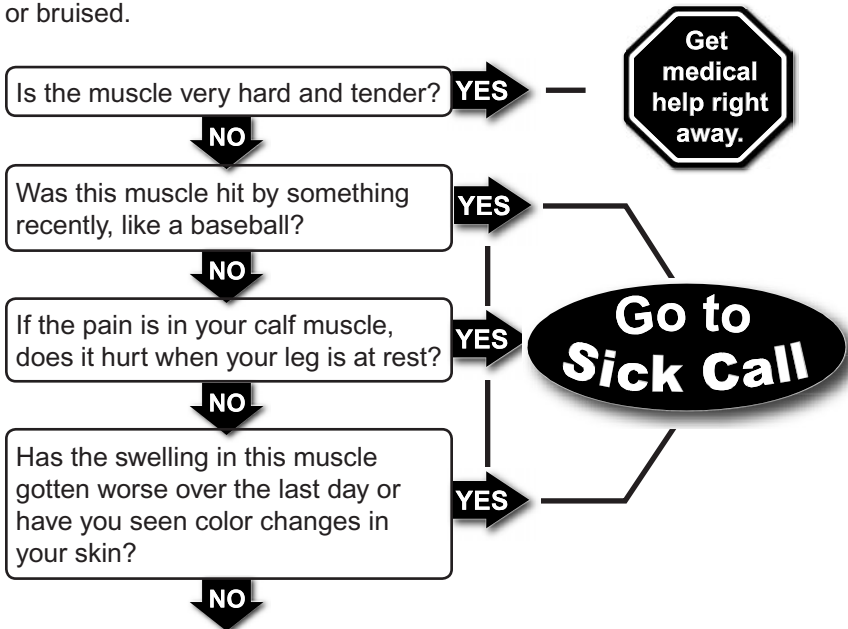 or bruised.
Is the muscle very hard and tender?
YES
Get
medical
help right
away.
NO
Was this muscle hit by something
recently, like a baseball?
YES
NO
If the pain is in your calf muscle,
does it hurt when your leg is at rest?
YES
Go to
Sick Call
NO
Has the swelling in this muscle
gotten worse over the last day or
have you seen color changes in
your skin?
YES
NO